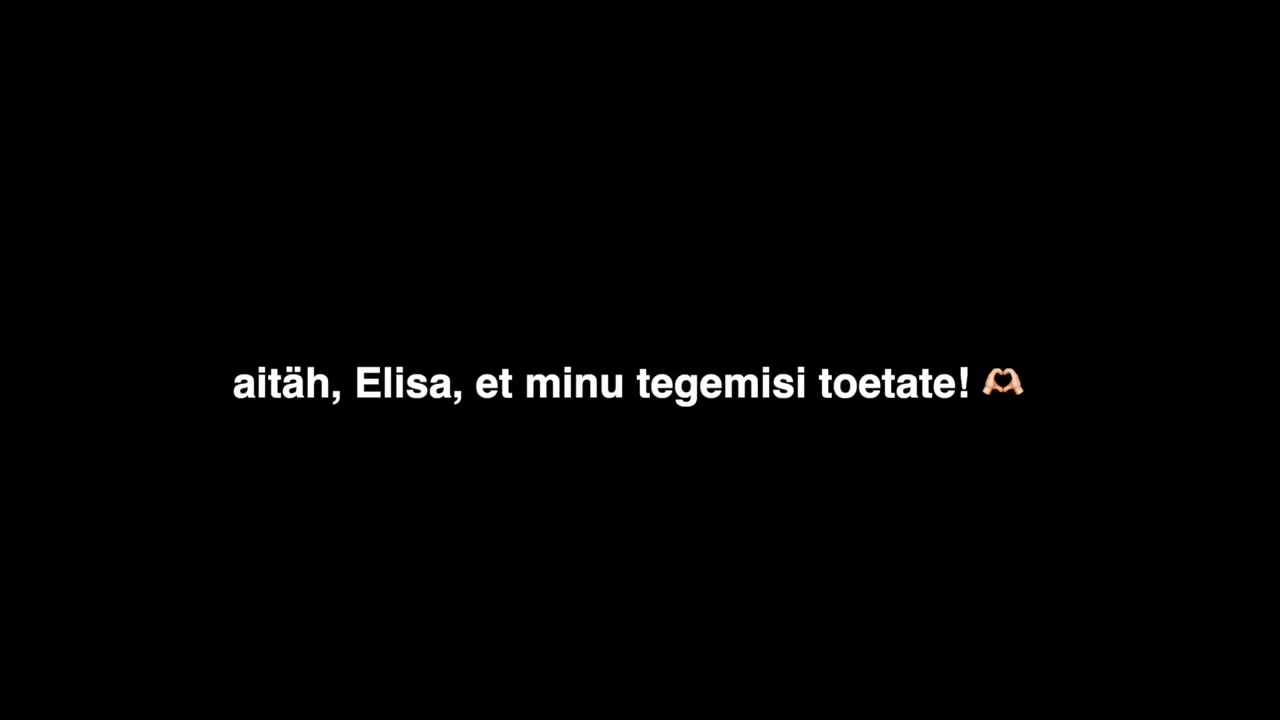 aitäh, Elisa, et minu tegemisi toetate! 🫶🏻